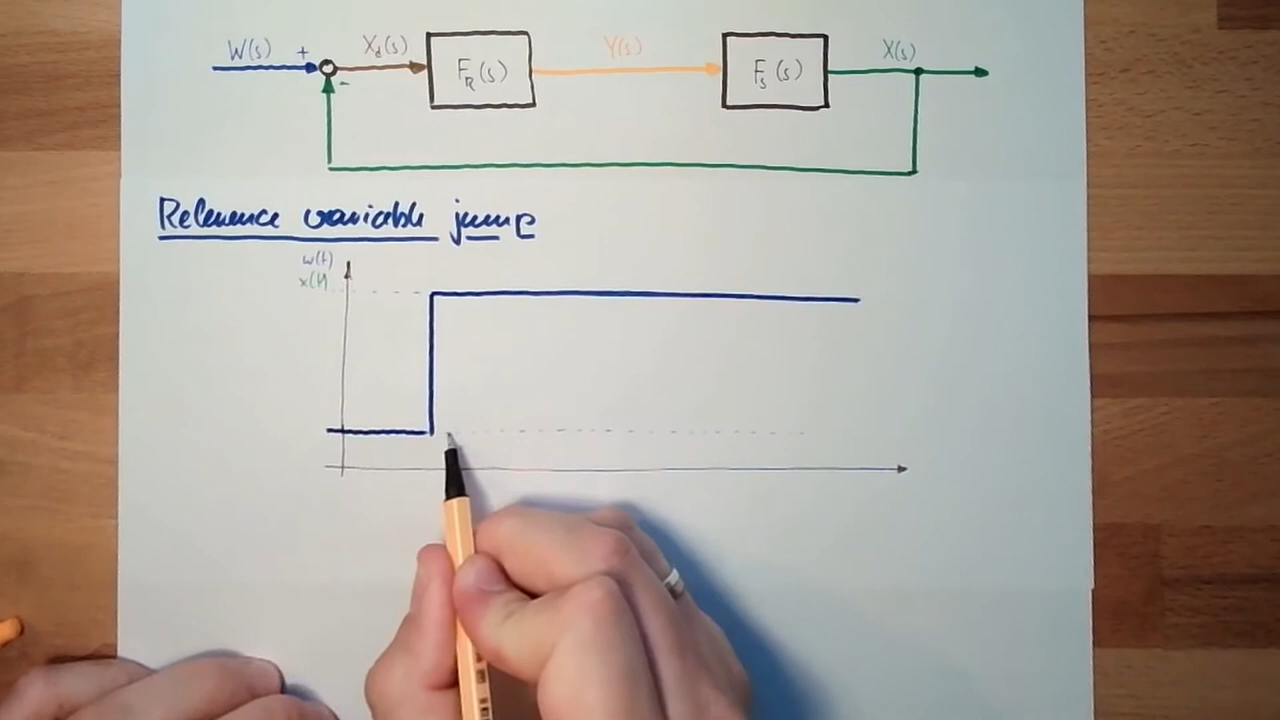 W(s) + Xd(s) FR(s) Y(s) Fs(s) X(s)
-
Reference variable jump
w(t)
x(t)